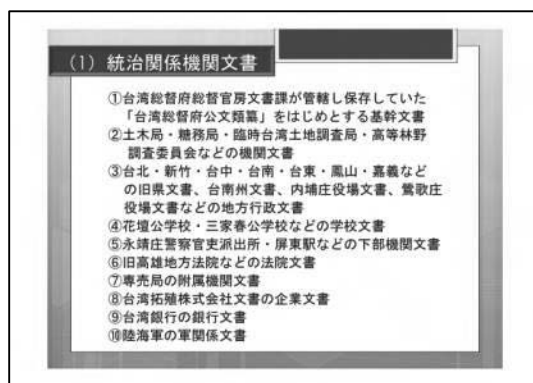 (1) 統治関係機関文書
①台湾総督府総督官房文書課が管轄し保存していた
「台湾総督府公文類纂」をはじめとする基幹文書
②土木局・糖務局・臨時台湾土地調査局・高等林野
調査委員会などの機関文書
③台北・新竹・台中・台南・台東・鳳山・嘉義など
の旧県文書、台南州文書、内埔庄役場文書、鶯歌庄
役場文書などの地方行政文書
④花壇公学校・三家春公学校などの学校文書
⑤永靖庄警察官吏派出所・屏東駅などの下部機関文書
⑥旧高雄地方法院などの法院文書
⑦専売局の附属機関文書
⑧台湾拓殖株式会社文書の企業文書
⑨台湾銀行の銀行文書
⑩陸海軍の軍関係文書